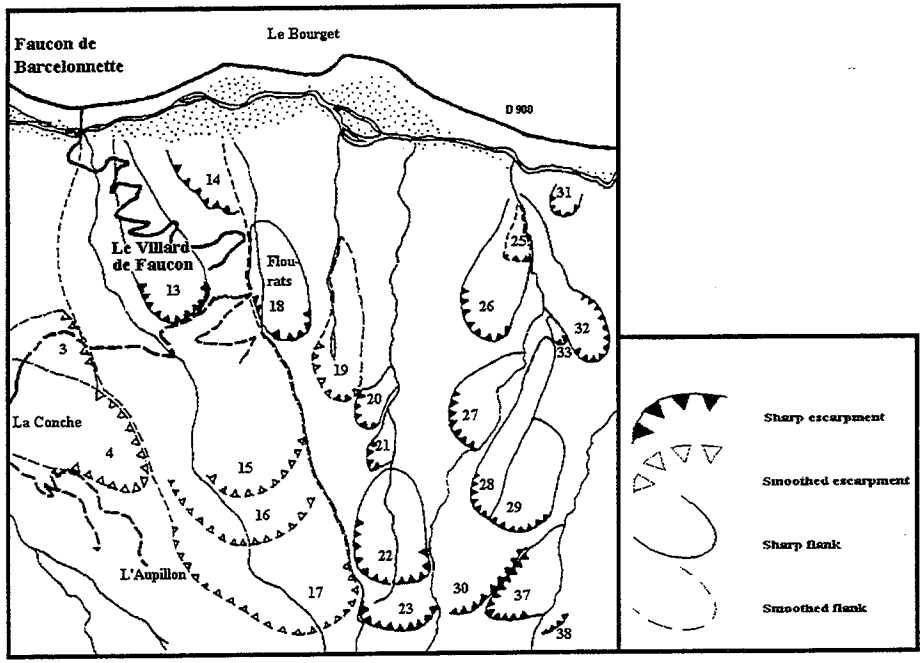 Le Bourget
Faucon de
Barcelonnette
D 900
14
31
25
Le Villard
de Faucon
Flou-
rats
13
18
26
32
3
33
19
20
27
La Conche
4
21
15
28
16
29
22
L'Aupillon
17
23
30
37
38
Sharp escarpment
Smoothed escarpment
Sharp flank
Smoothed flank